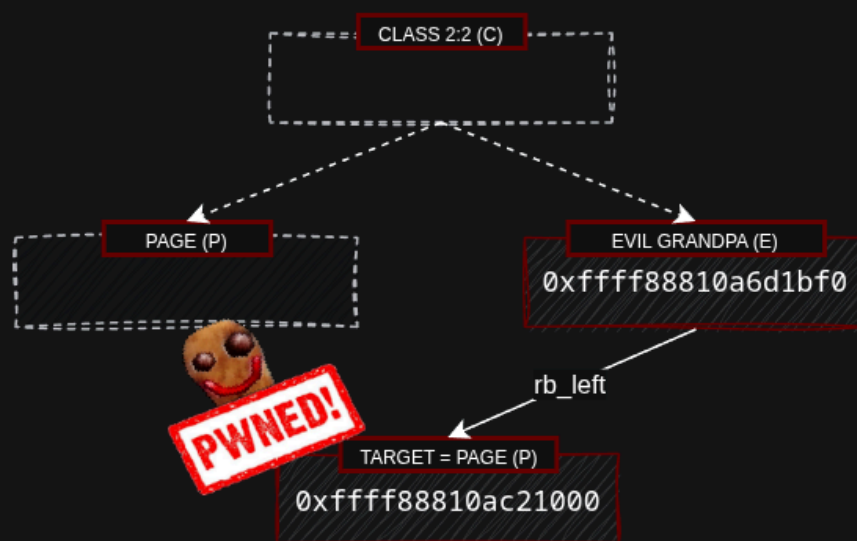 CLASS 2:2 (C)
PAGE (P)
EVIL GRANDPA (E)
0xffff88810a6d1bf0
rb_left
PWNED!
TARGET = PAGE (P)
0xffff88810ac21000